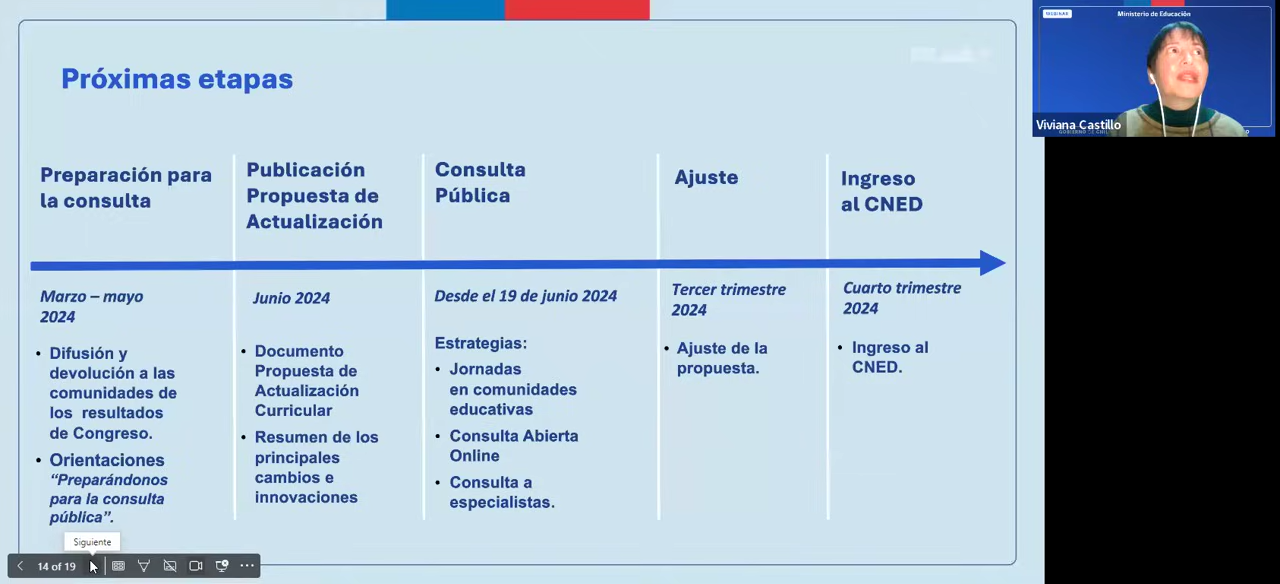 Próximas etapas
Preparación para
la consulta
Publicación
Propuesta de
Actualización
Consulta
Pública
Ajuste
Ingreso
al CNED
Marzo – mayo
2024
Junio 2024
Desde el 19 de junio 2024
Tercer trimestre
2024
Cuarto trimestre
2024
• Difusión y
devolución a las
comunidades de
los resultados
de Congreso.
• Orientaciones
“Preparándonos
para la consulta
pública”.
• Documento
Propuesta de
Actualización
Curricular
• Resumen de los
principales
cambios e
innovaciones
Estrategias:
• Jornadas
en comunidades
educativas
• Consulta Abierta
Online
• Consulta a
especialistas.
• Ajuste de la
propuesta.
• Ingreso al
CNED.
Siguiente
14 of 19
WEBINAR
Ministerio de Educación
Viviana Castillo